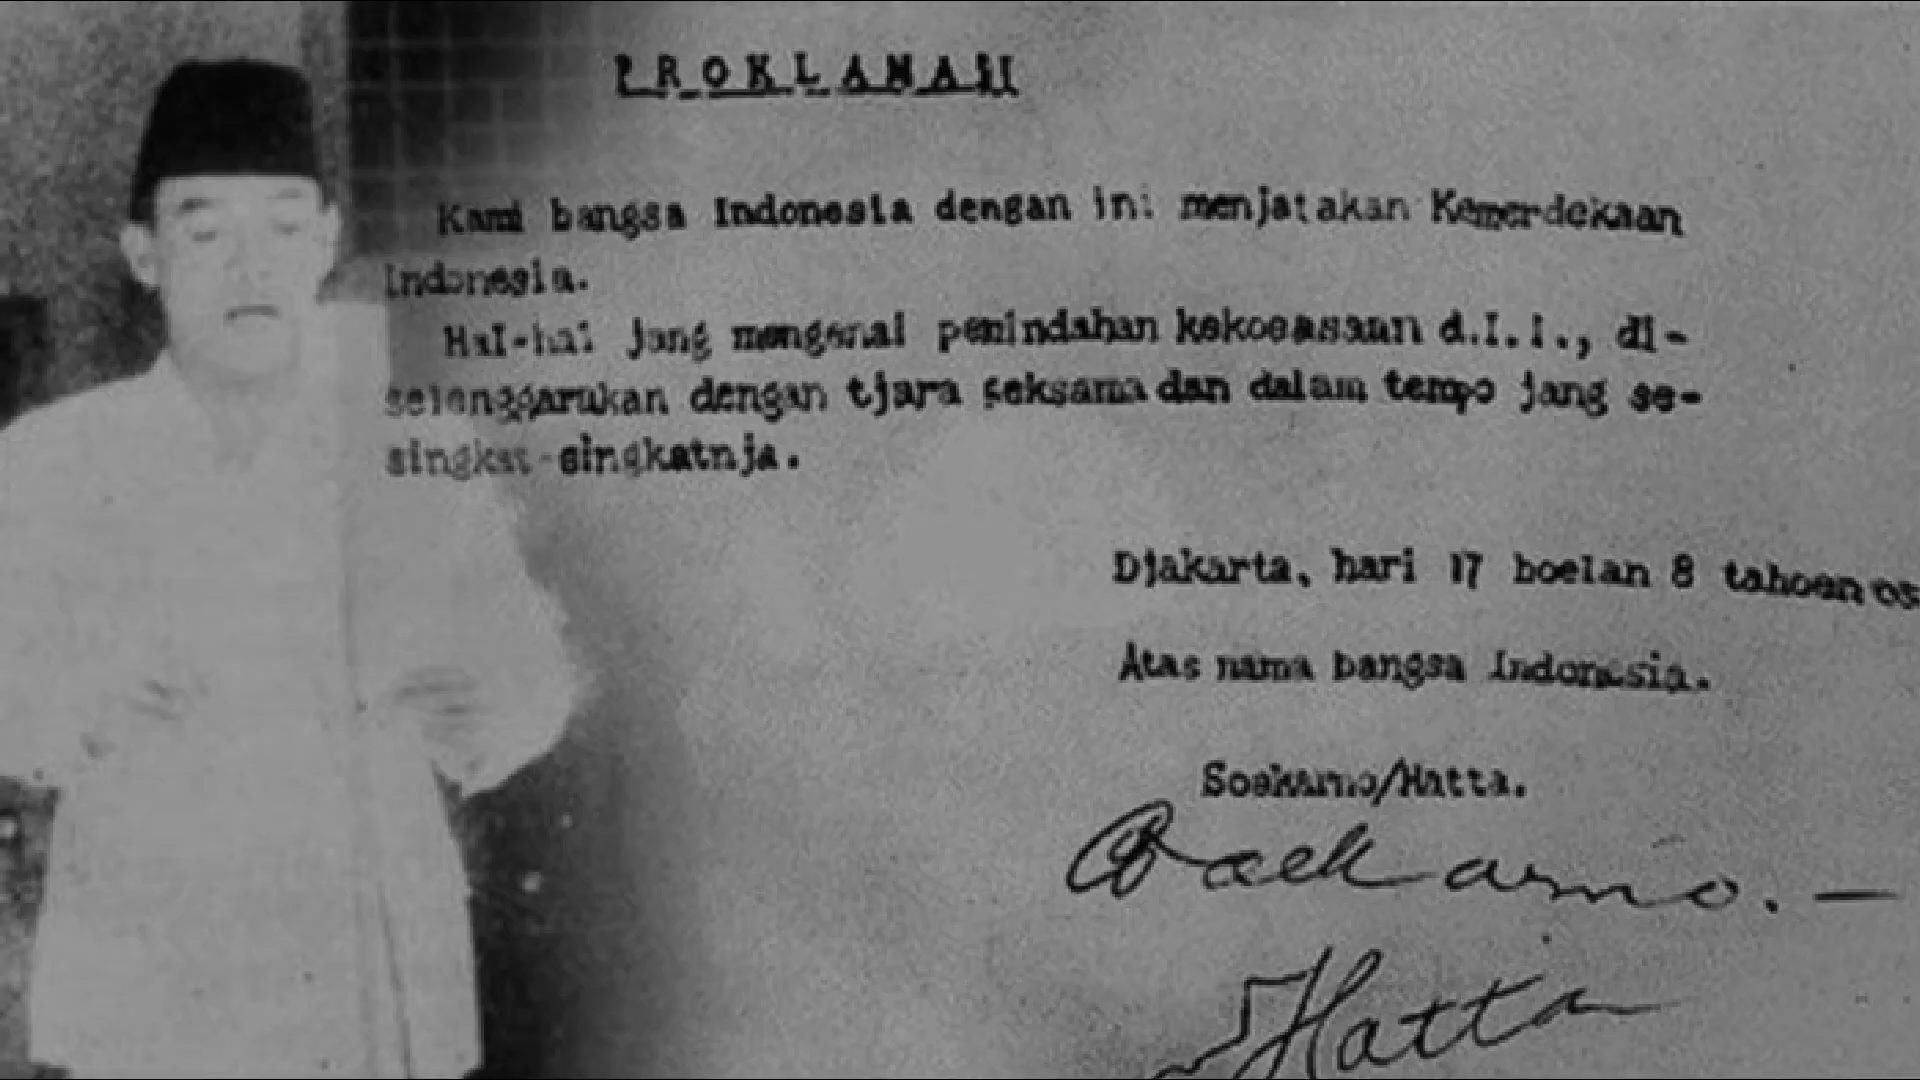 PROKLAMASI
Kami bangsa Indonesia dengan ini menjatakan Kemerdekaan
Indonesia.
Hal-hal jang mengenai pemindahan kekoeasaan d.l.l., di-
selenggarakan dengan tjara seksama dan dalam tempo jang se-
singkat-singkatnja.
Djakarta, hari 17 boelan 8 tahoen 05
Atas nama bangsa Indonesia.
Soekarno/Hatta.
Soekarno.-
Hatta